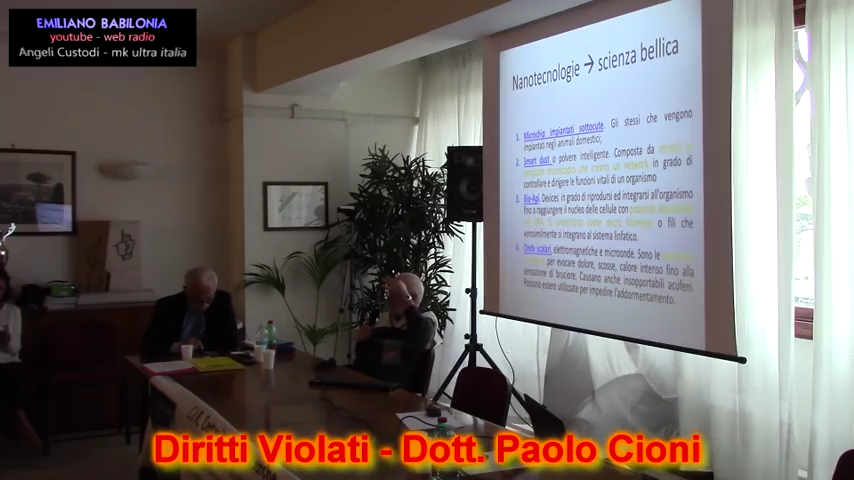 EMILIANO BABILONIA
youtube - web radio
Angeli Custodi - mk ultra italia
Nanotecnologie → scienza bellica
1. Microchip impiantati sottocute. Gli stessi che vengono
impiantati negli animali domestici;
2. Smart dust o polvere intelligente. Composta da
che creano un network in grado di
controllare e dirigere le funzioni vitali di un organismo
3. Bio-Api. Devices in grado di riprodursi ed integrarsi all'organismo
fino a raggiungere il nucleo delle cellule con
o fili che
verosimilmente si integrano al sistema linfatico.
4. Onde scalari, elettromagnetiche e microonde. Sono le
per evocare dolore, scosse, calore intenso fino alla
sensazione di bruciore. Causano anche insopportabili acufeni.
Possono essere utilizzate per impedire l'addormentamento.
Diritti Violati - Dott. Paolo Cioni